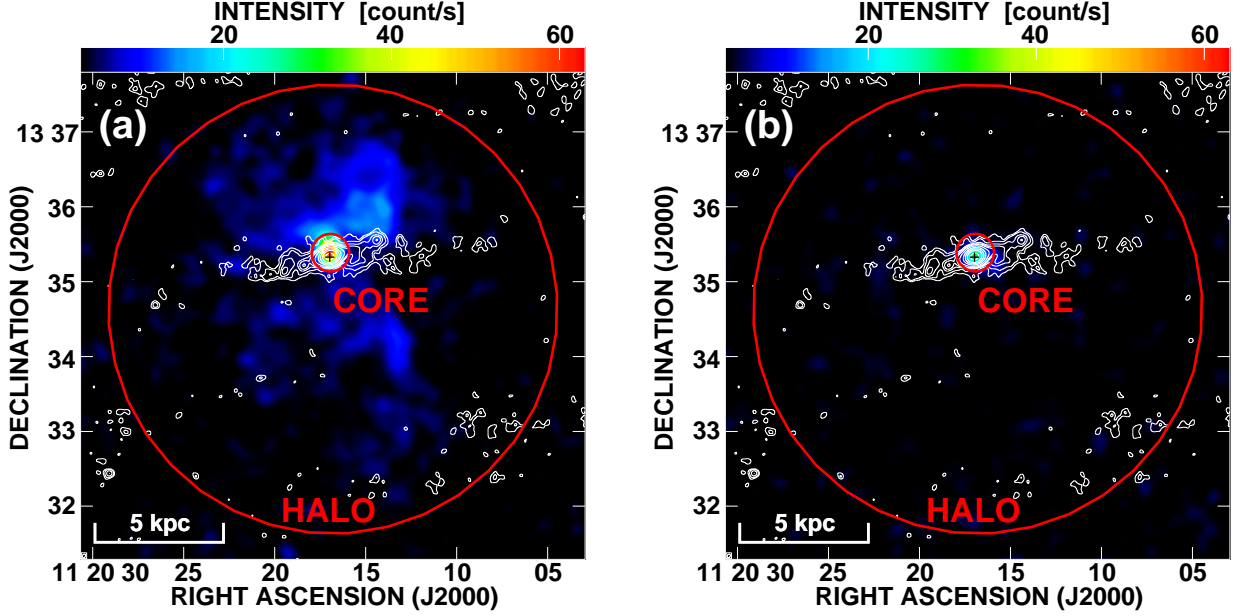 INTENSITY [count/s]
20 40 60
(a)
13 37
36
35
34
33
32
DECLINATION (J2000)
CORE
HALO
5 kpc
11 20 30 25 20 15 10 05
RIGHT ASCENSION (J2000)
INTENSITY [count/s]
20 40 60
(b)
13 37
36
35
34
33
32
DECLINATION (J2000)
CORE
HALO
5 kpc
11 20 30 25 20 15 10 05
RIGHT ASCENSION (J2000)